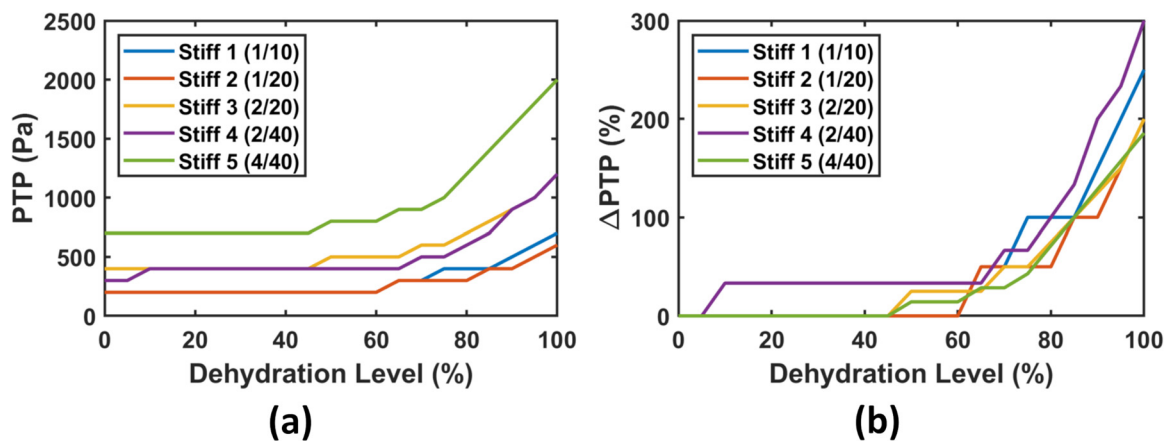 2500
2000
1500
1000
500
0
PTP (Pa)
Stiff 1 (1/10)
Stiff 2 (1/20)
Stiff 3 (2/20)
Stiff 4 (2/40)
Stiff 5 (4/40)
0 20 40 60 80 100
Dehydration Level (%)
(a)
300
200
100
0
ΔPTP (%)
Stiff 1 (1/10)
Stiff 2 (1/20)
Stiff 3 (2/20)
Stiff 4 (2/40)
Stiff 5 (4/40)
0 20 40 60 80 100
Dehydration Level (%)
(b)